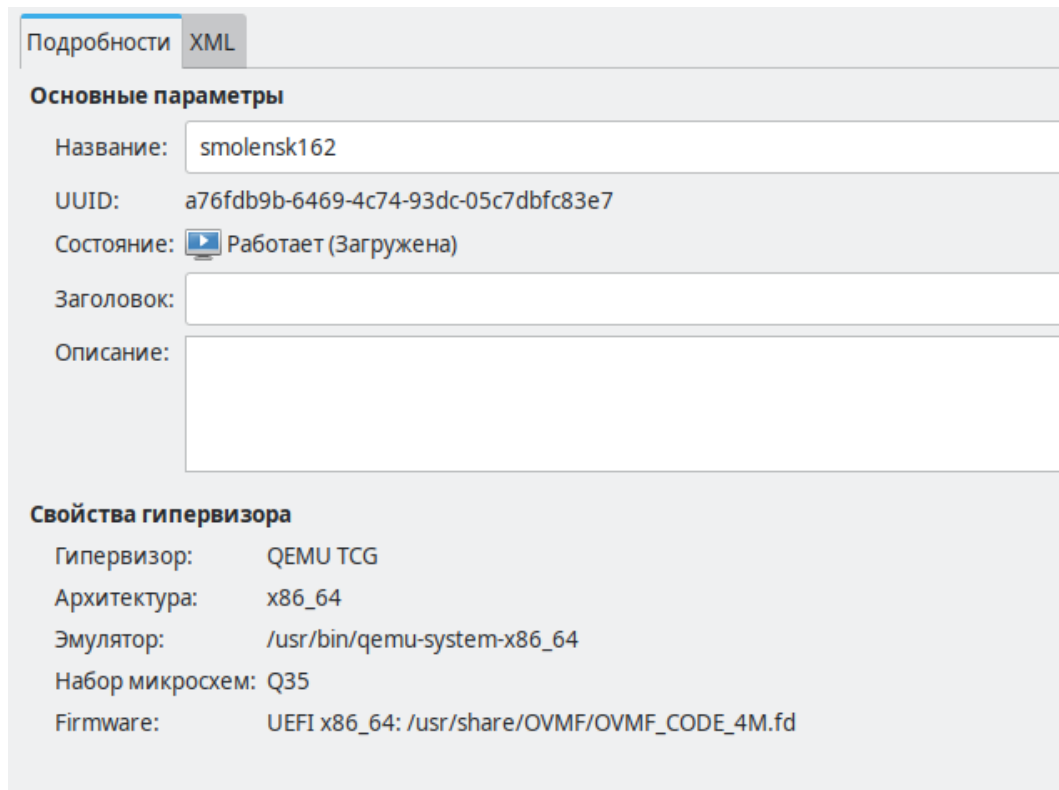 Подробности XML
Основные параметры
Название: smolensk162
UUID: a76fdb9b-6469-4c74-93dc-05c7dbfc83e7
Состояние: Работает (Загружена)
Заголовок:
Описание:
Свойства гипервизора
Гипервизор: QEMU TCG
Архитектура: x86_64
Эмулятор: /usr/bin/qemu-system-x86_64
Набор микросхем: Q35
Firmware: UEFI x86_64: /usr/share/OVMF/OVMF_CODE_4M.fd